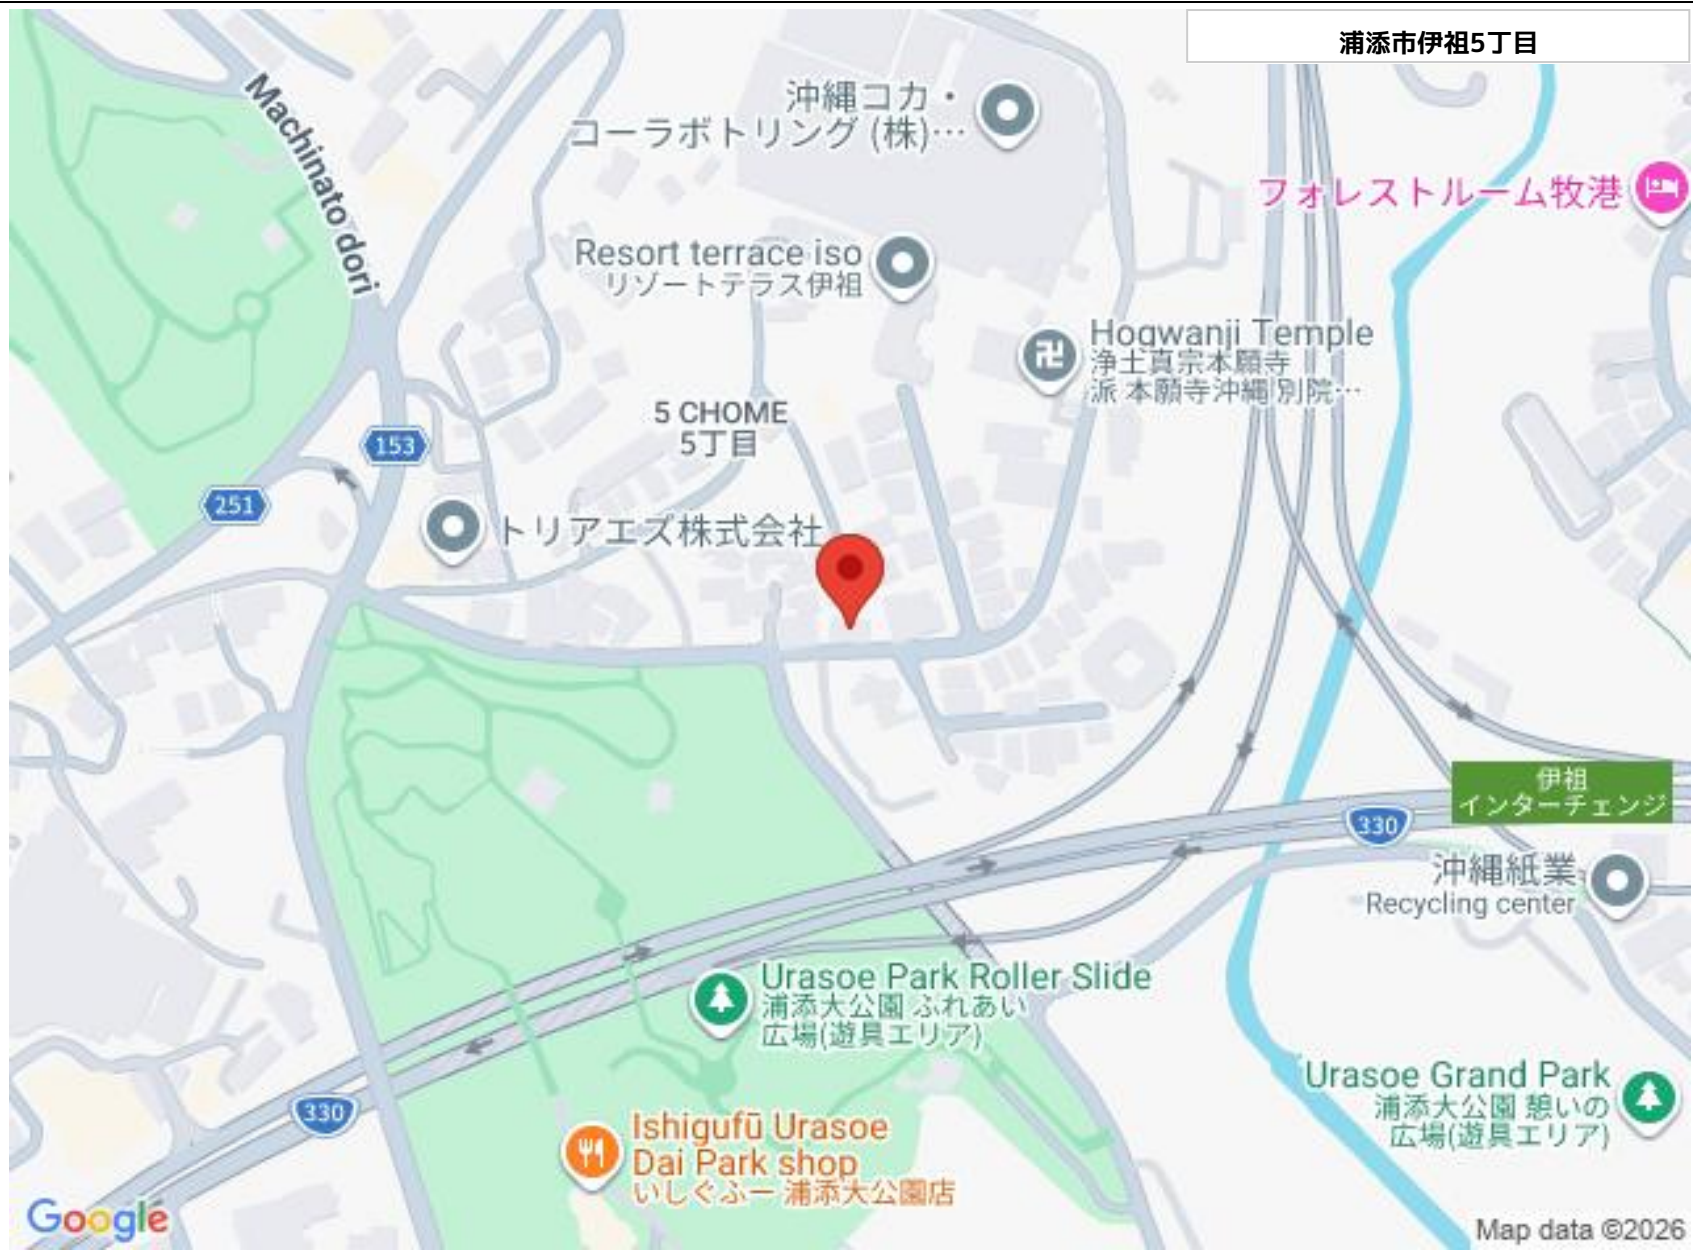 浦添市伊祖5丁目
Machinato dori
沖縄コカ・
コーラボトリング (株)…
フォレストルーム牧港
Resort terrace iso
リゾートテラス伊祖
Hogwanji Temple
浄土真宗本願寺
派 本願寺沖縄 別院…
5 CHOME
5丁目
153
251
トリアエズ株式会社
伊祖
インターチェンジ
330
沖縄紙業
Recycling center
Urasoe Park Roller Slide
浦添大公園 ふれあい
広場(遊具エリア)
Urasoe Grand Park
浦添大公園 憩いの
広場(遊具エリア)
330
Ishigufū Urasoe
Dai Park shop
いしぐふー 浦添大公園店
Google
Map data ©2026